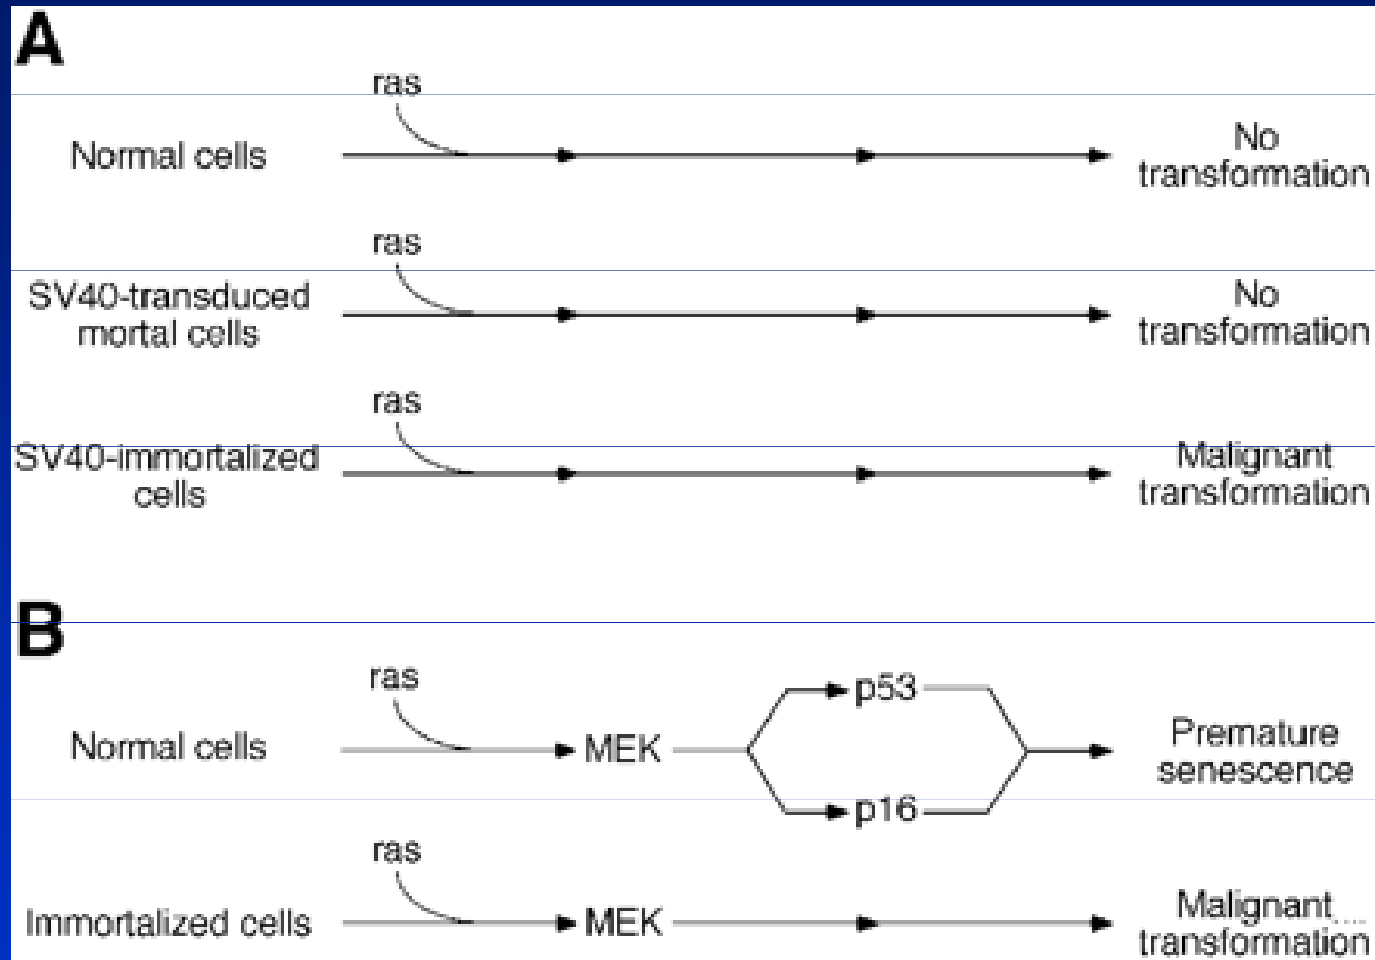 A
ras
Normal cells
No
transformation
ras
SV40-transduced
mortal cells
No
transformation
ras
SV40-immortalized
cells
Malignant
transformation
B
ras
Normal cells
MEK
p53
p16
Premature
senescence
ras
Immortalized cells
MEK
Malignant
transformation